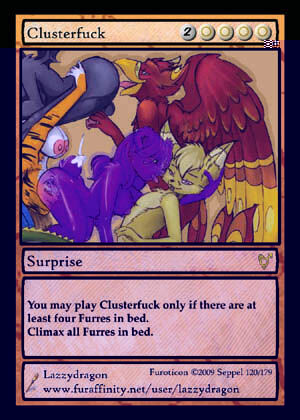 Clusterfuck 2
Surprise
You may play Clusterfuck only if there are at
least four Furres in bed.
Climax all Furres in bed.
Lazzydragon Furoticon ©2009 Seppel 120/179
www.furaffinity.net/user/lazzydragon